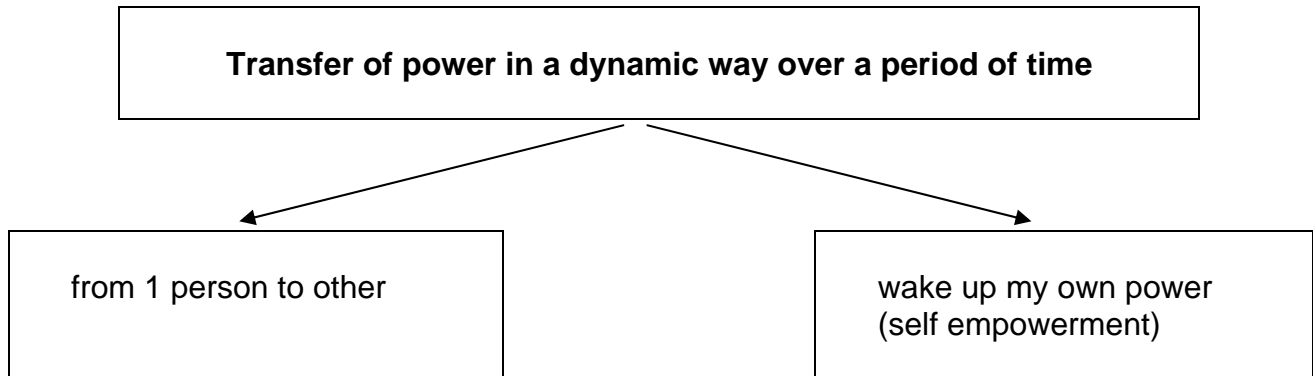 Transfer of power in a dynamic way over a period of time
from 1 person to other
wake up my own power
(self empowerment)